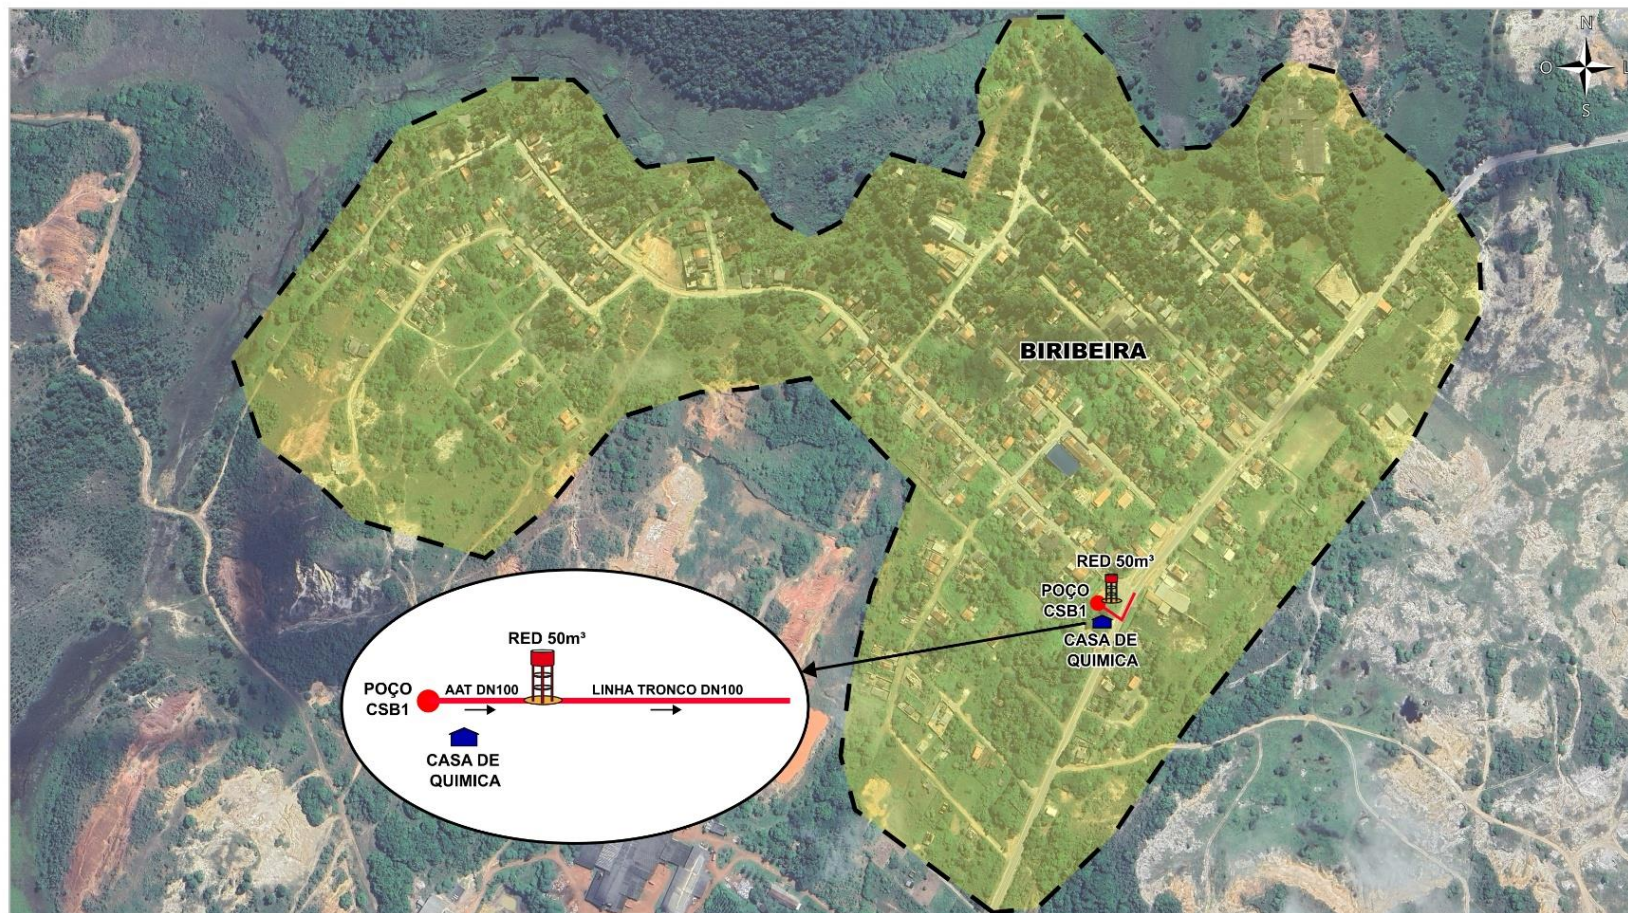 N
O
L
S
BIRIBEIRA
RED 50m³
POÇO
CSB1
CASA DE
QUIMICA
RED 50m³
POÇO
CSB1
AAT DN100
LINHA TRONCO DN100
CASA DE
QUIMICA